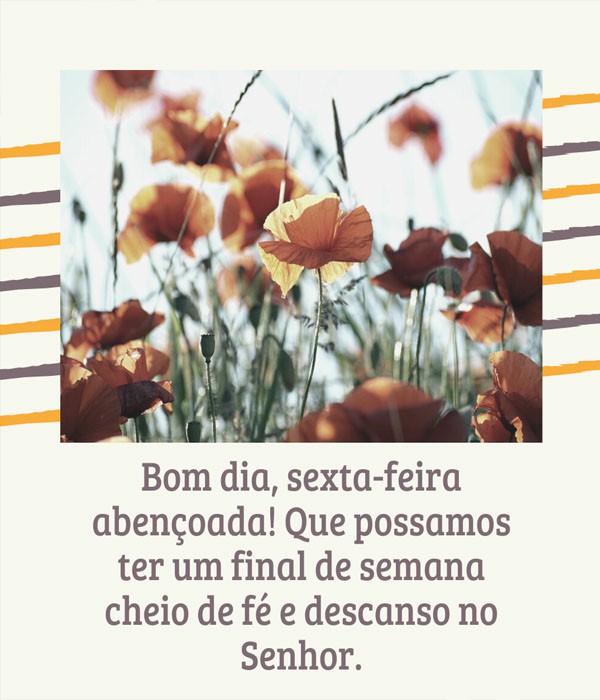 Bom dia, sexta-feira
abençoada! Que possamos
ter um final de semana
cheio de fé e descanso no
Senhor.